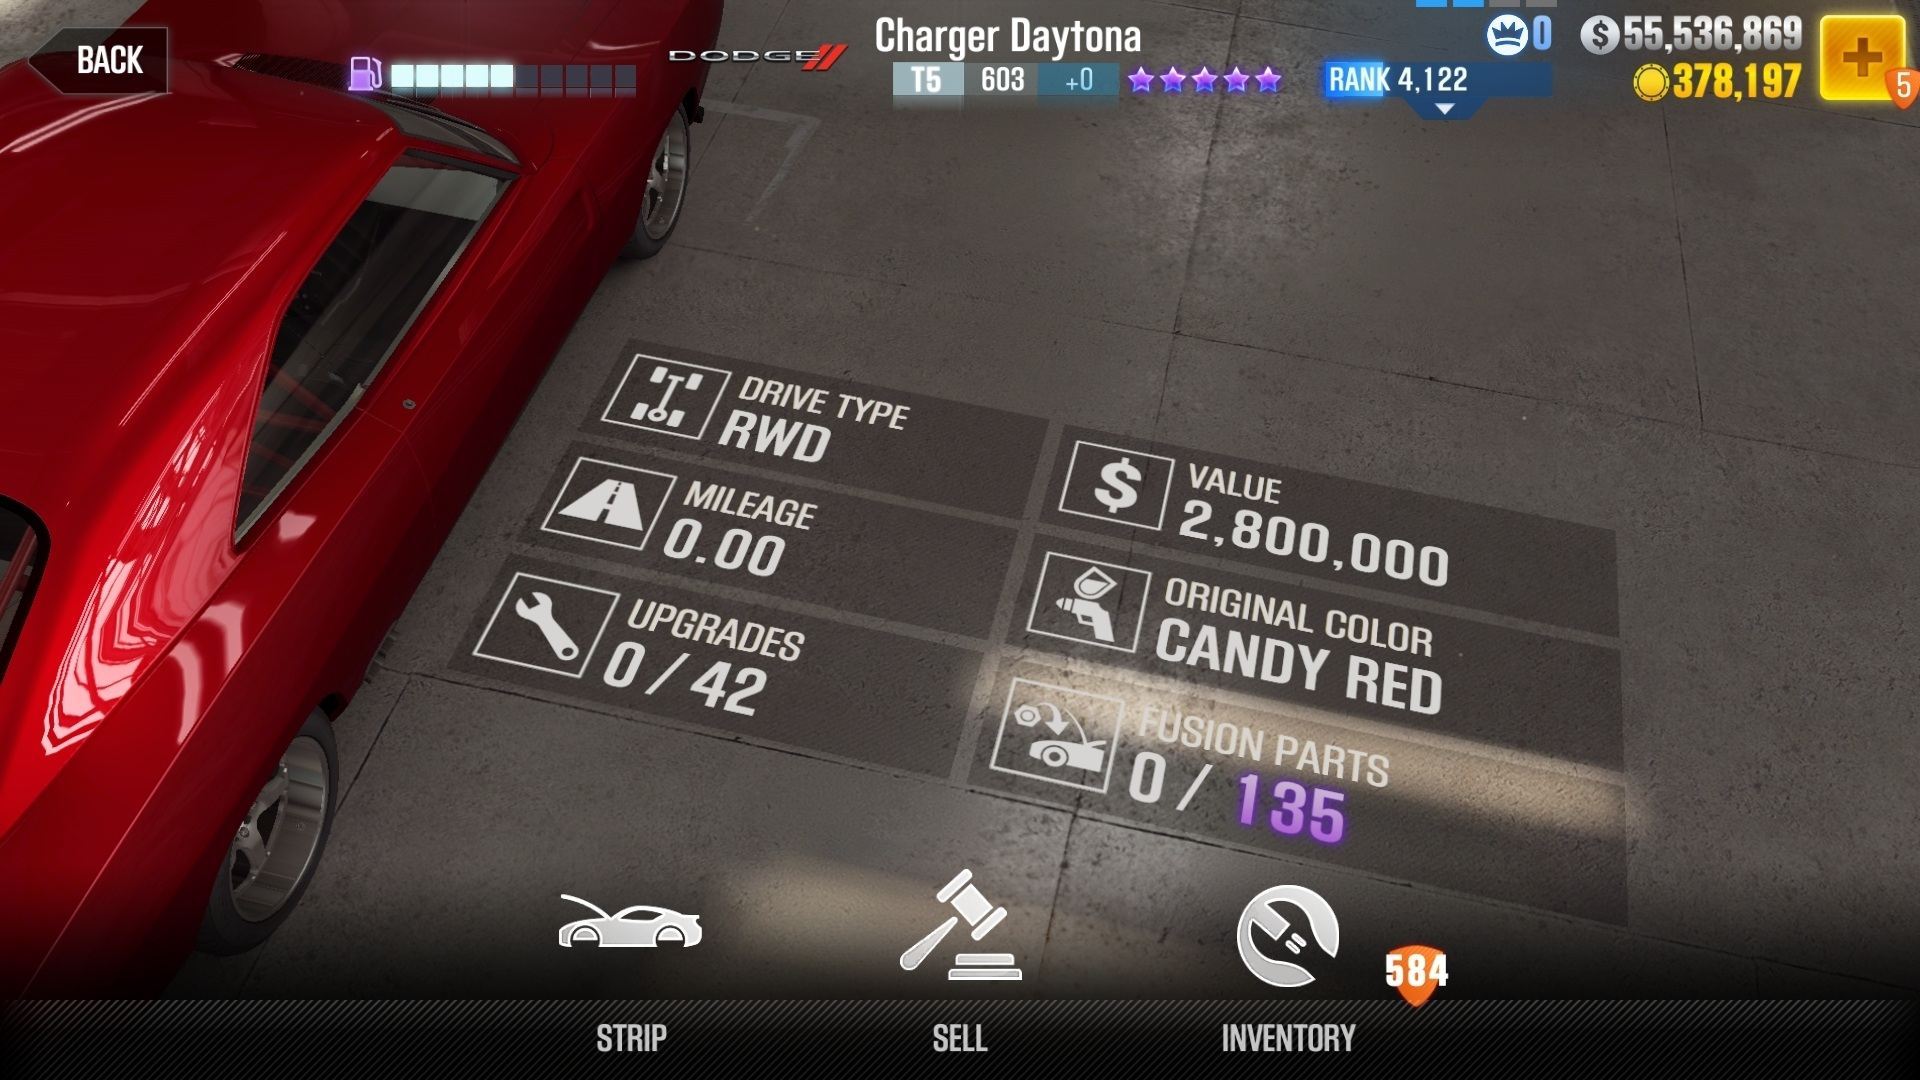 BACK
DODGE
Charger Daytona
T5 603 +0
RANK 4,122
0
$ 55,536,869
378,197
5
DRIVE TYPE
RWD
MILEAGE
0.00
UPGRADES
0 / 42
$ VALUE
2,800,000
ORIGINAL COLOR
CANDY RED
FUSION PARTS
0 / 135
584
STRIP
SELL
INVENTORY